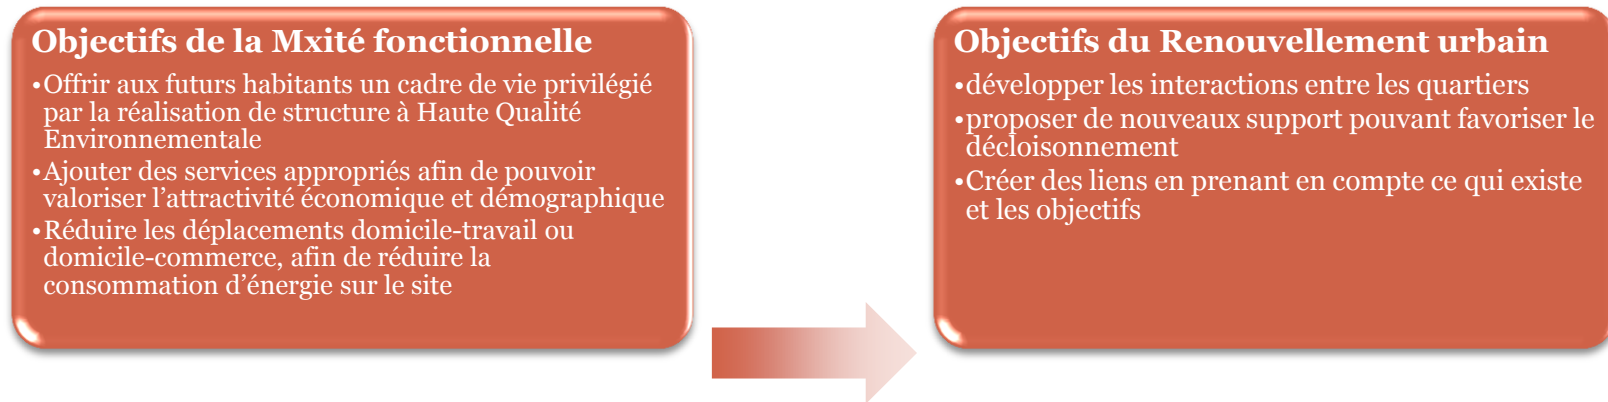 Objectifs de la Mxité fonctionnelle
•Offrir aux futurs habitants un cadre de vie privilégié
par la réalisation de structure à Haute Qualité
Environnementale
•Ajouter des services appropriés afin de pouvoir
valoriser l’attractivité économique et démographique
•Réduire les déplacements domicile-travail ou
domicile-commerce, afin de réduire la
consommation d’énergie sur le site
Objectifs du Renouvellement urbain
•développer les interactions entre les quartiers
•proposer de nouveaux support pouvant favoriser le
décloisonnement
•Créer des liens en prenant en compte ce qui existe
et les objectifs